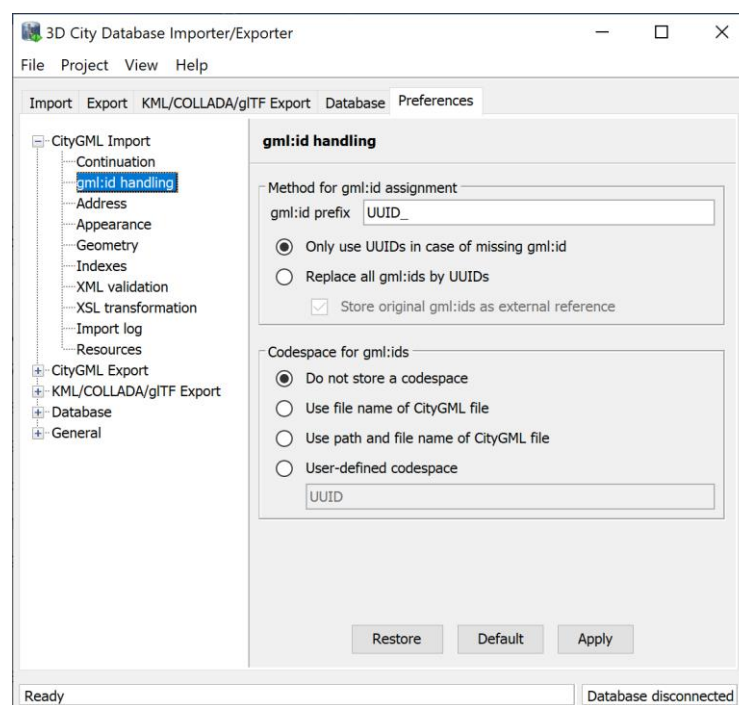 3D City Database Importer/Exporter
File Project View Help
Import Export KML/COLLADA/glTF Export Database Preferences
CityGML Import
Continuation
gml:id handling
Address
Appearance
Geometry
Indexes
XML validation
XSL transformation
Import log
Resources
CityGML Export
KML/COLLADA/glTF Export
Database
General
gml:id handling
Method for gml:id assignment
gml:id prefix UUID_
Only use UUIDs in case of missing gml:id
Replace all gml:ids by UUIDs
Store original gml:ids as external reference
Codespace for gml:ids
Do not store a codespace
Use file name of CityGML file
Use path and file name of CityGML file
User-defined codespace
UUID
Restore Default Apply
Ready Database disconnected